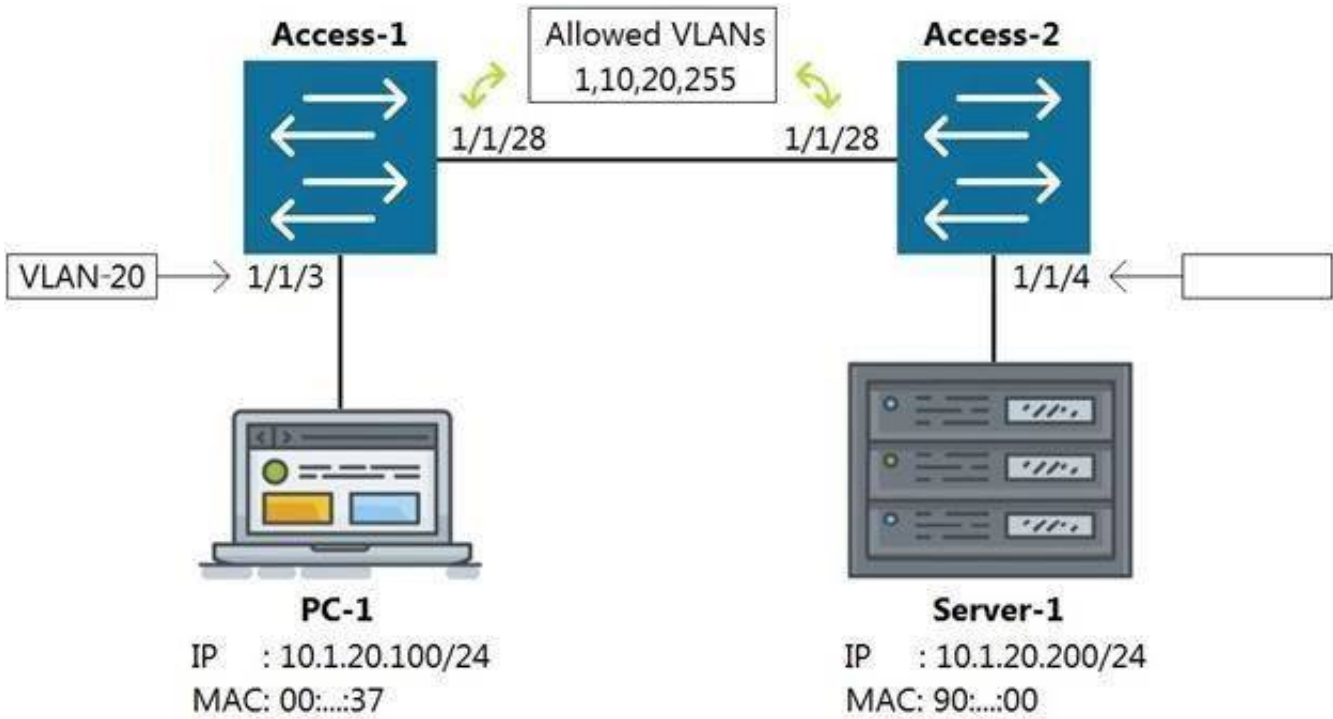 Access-1
Allowed VLANs
1,10,20,255
Access-2
1/1/28
1/1/28
VLAN-20
1/1/3
1/1/4
PC-1
IP : 10.1.20.100/24
MAC: 00:...:37
Server-1
IP : 10.1.20.200/24
MAC: 90:...:00